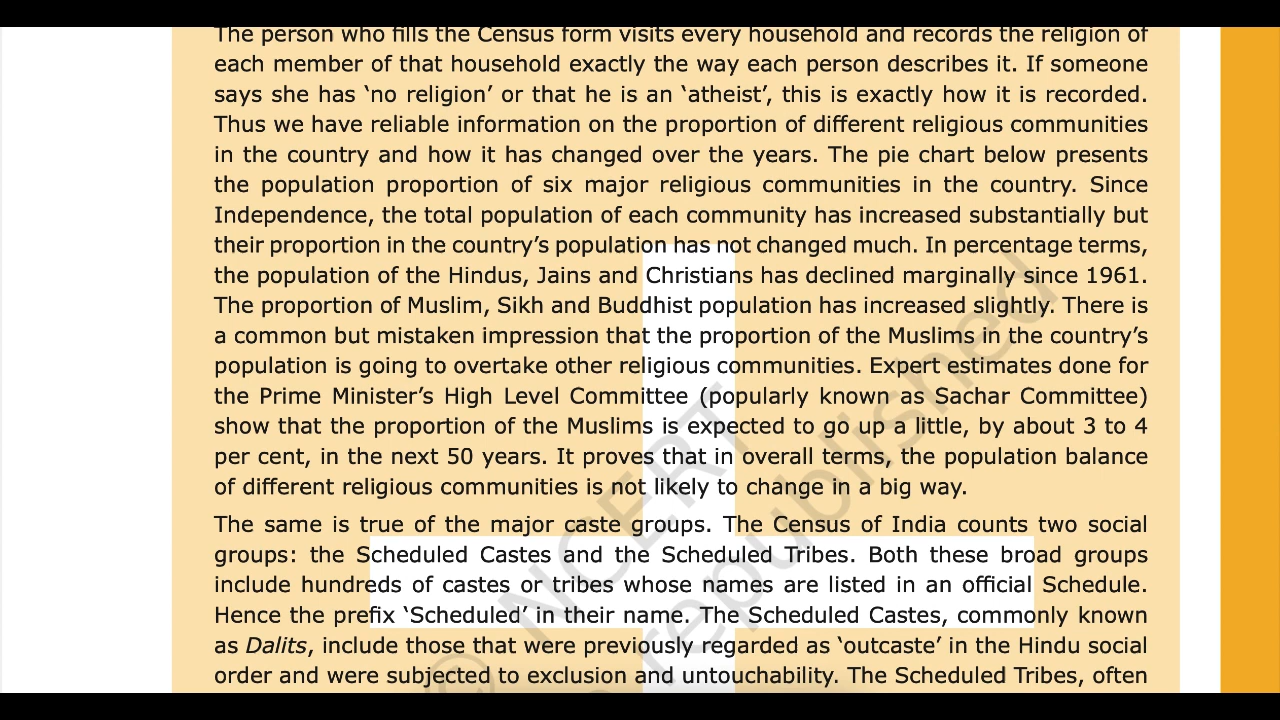 The person who fills the Census form visits every household and records the religion of
each member of that household exactly the way each person describes it. If someone
says she has ‘no religion’ or that he is an ‘atheist’, this is exactly how it is recorded.
Thus we have reliable information on the proportion of different religious communities
in the country and how it has changed over the years. The pie chart below presents
the population proportion of six major religious communities in the country. Since
Independence, the total population of each community has increased substantially but
their proportion in the country’s population has not changed much. In percentage terms,
the population of the Hindus, Jains and Christians has declined marginally since 1961.
The proportion of Muslim, Sikh and Buddhist population has increased slightly. There is
a common but mistaken impression that the proportion of the Muslims in the country’s
population is going to overtake other religious communities. Expert estimates done for
the Prime Minister’s High Level Committee (popularly known as Sachar Committee)
show that the proportion of the Muslims is expected to go up a little, by about 3 to 4
per cent, in the next 50 years. It proves that in overall terms, the population balance
of different religious communities is not likely to change in a big way.
The same is true of the major caste groups. The Census of India counts two social
groups: the Scheduled Castes and the Scheduled Tribes. Both these broad groups
include hundreds of castes or tribes whose names are listed in an official Schedule.
Hence the prefix ‘Scheduled’ in their name. The Scheduled Castes, commonly known
as Dalits, include those that were previously regarded as ‘outcaste’ in the Hindu social
order and were subjected to exclusion and untouchability. The Scheduled Tribes, often
© NCERT
republished